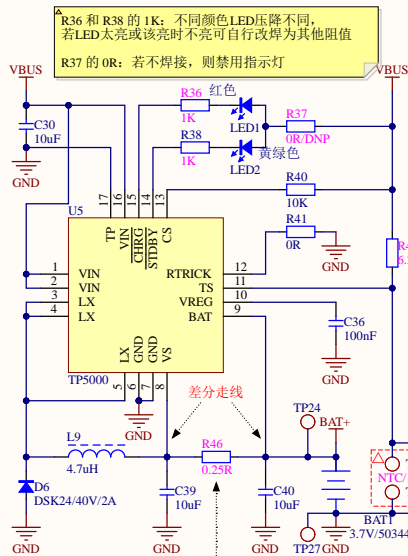 R36 和 R38 的 1K: 不同颜色LED压降不同,
若LED太亮或该亮时不亮可自行改焊为其他阻值
R37 的 0R: 若不焊接, 则禁用指示灯
VBUS
VBUS
R36
红色
1K
LED1
R37
0R/DNP
C30
10uF
GND
R38
1K
LED2
黄绿色
R40
10K
R41
0R
GND
U5
17
16
15
14
13
TP
VIN
CHRG
STDBY
CS
1
VIN
2
VIN
3
LX
4
LX
RTRICK
12
TS
11
VREG
10
BAT
9
LX
GND
GND
VS
5
6
7
8
TP5000
GND
C36
100nF
GND
差分走线
TP24
BAT+
L9
4.7uH
R46
0.25R
D6
DSK24/40V/2A
C39
10uF
C40
10uF
NTC/
BAT1
3.7V/50344
GND
GND
GND
TP27
GND